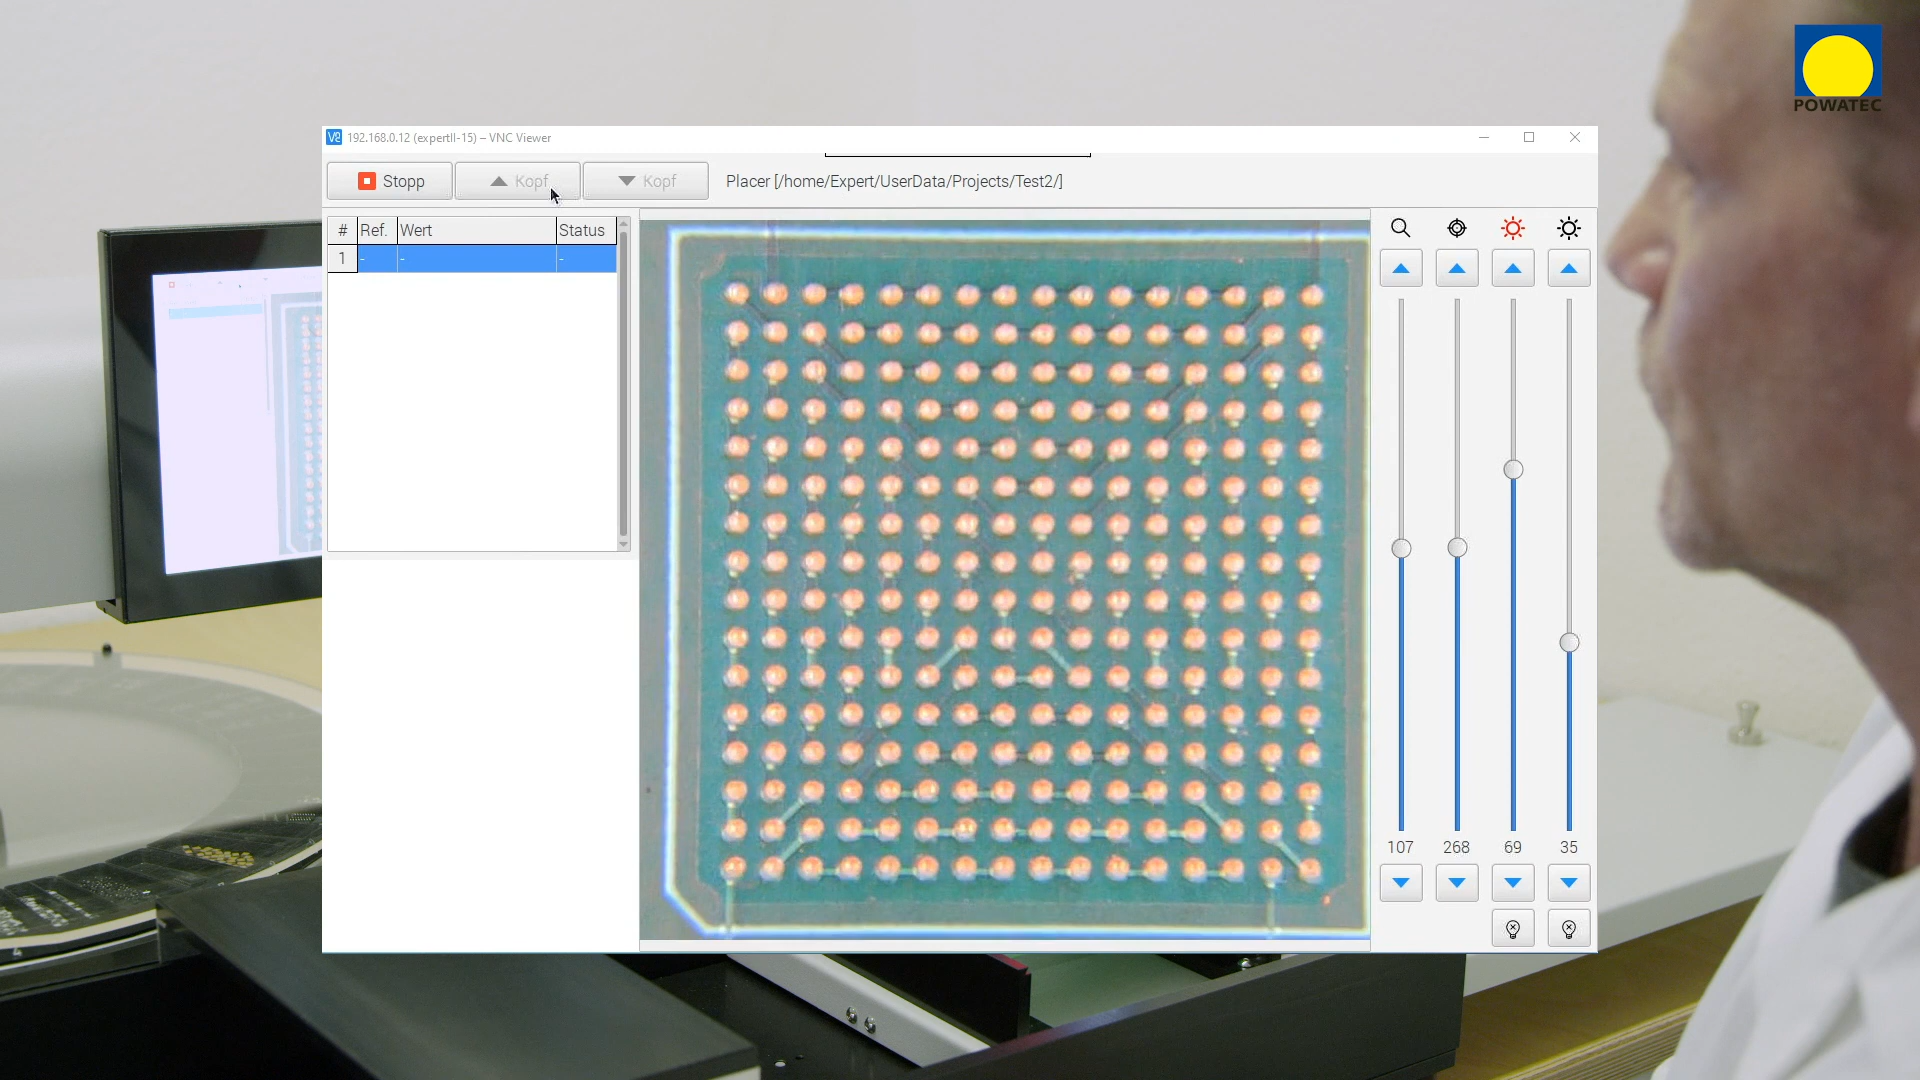 POWATEC
192.168.0.12 (expertII-15) – VNC Viewer
Stopp
Kopf
Kopf
Placer [/home/Expert/UserData/Projects/Test2/]
# Ref. Wert Status
1 - - -
107 268 69 35